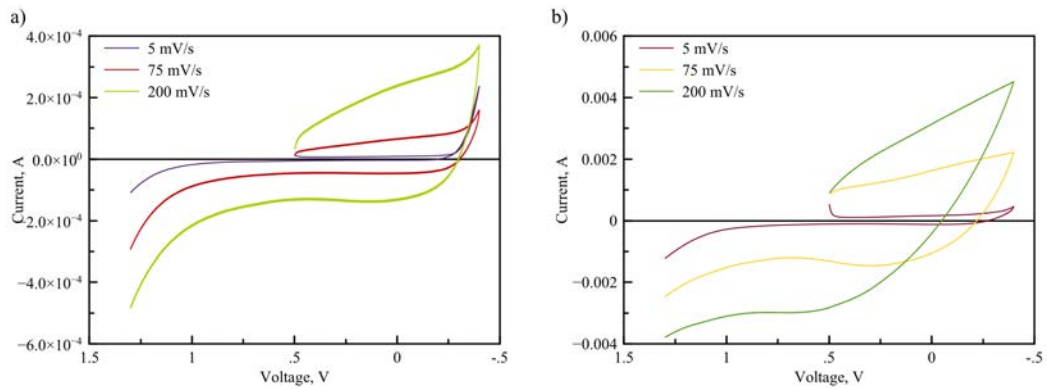 a)
4.0×10⁻⁴
2.0×10⁻⁴
0.0×10⁰
−2.0×10⁻⁴
−4.0×10⁻⁴
−6.0×10⁻⁴
Current, A
5 mV/s
75 mV/s
200 mV/s
1.5 1 .5 0 -.5
Voltage, V
b)
0.006
0.004
0.002
0
−0.002
−0.004
Current, A
5 mV/s
75 mV/s
200 mV/s
1.5 1 .5 0 -.5
Voltage, V